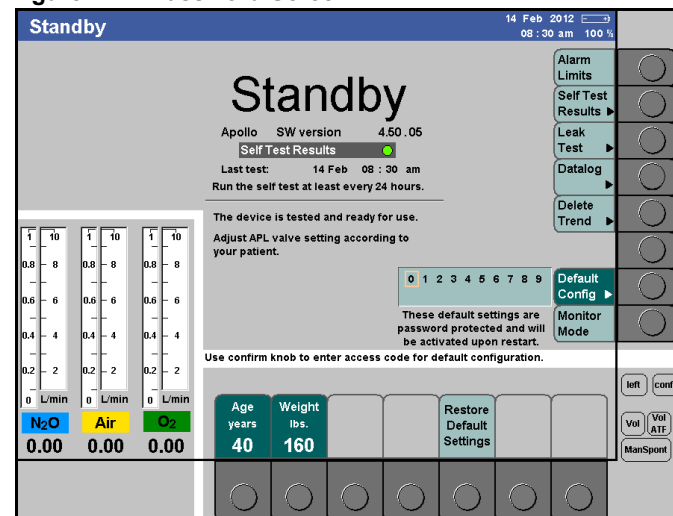 Standby
14 Feb 2012
08 : 30 am 100 %
Standby
Apollo SW version 4.50 .05
Self Test Results
Last test: 14 Feb 08 : 30 am
Run the self test at least every 24 hours.
The device is tested and ready for use.
Adjust APL valve setting according to
your patient.
0 1 2 3 4 5 6 7 8 9
These default settings are
password protected and will
be activated upon restart.
Use confirm knob to enter access code for default configuration.
Alarm
Limits
Self Test
Results
Leak
Test
Datalog
Delete
Trend
Default
Config
Monitor
Mode
1 10 1 10 1 10
0.8 8 0.8 8 0.8 8
0.6 6 0.6 6 0.6 6
0.4 4 0.4 4 0.4 4
0.2 2 0.2 2 0.2 2
0 L/min 0 L/min 0 L/min
N2O Air O2
0.00 0.00 0.00
Age
years
40
Weight
lbs.
160
Restore
Default
Settings
left conf
Vol Vol
ATF
ManSpont